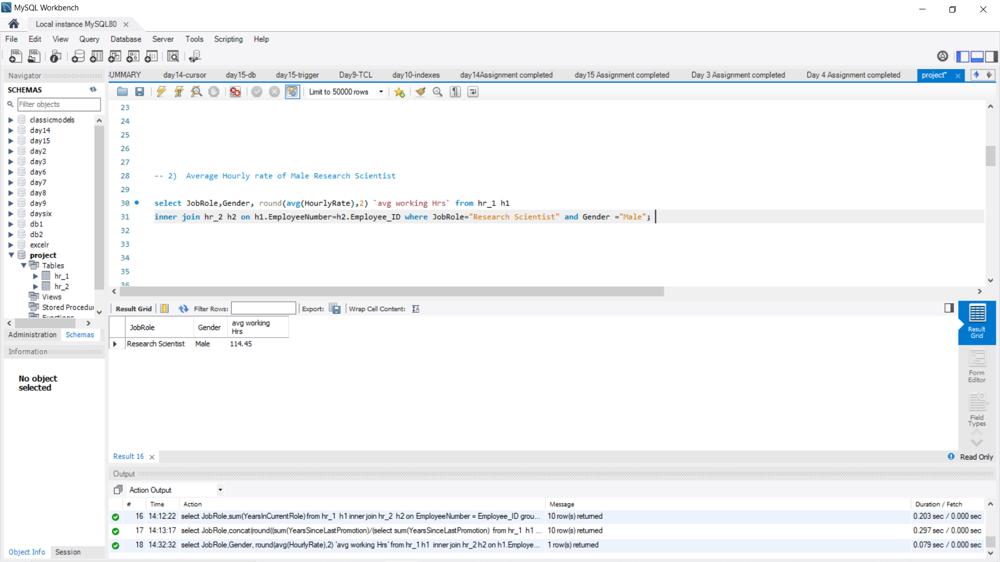 MySQL Workbench
Local instance MySQL80
File Edit View Query Database Server Tools Scripting Help
Navigator
SUMMARY day14-cursor day15-db day15-trigger Day9-TCL day10-indexes day14Assignment completed day15 Assignment completed Day 3 Assignment completed Day 4 Assignment completed project*
SCHEMAS
Limit to 50000 rows
Filter objects
classicmodels
day14
day15
day2
day3
day6
day7
day8
day9
daysix
db1
db2
excelr
project
Tables
hr_1
hr_2
Views
Stored Procedur
Functions
Administration Schemas
Information
No object
selected
Object Info Session
23
24
25
26
27
28 -- 2) Average Hourly rate of Male Research Scientist
29
30 select JobRole,Gender, round(avg(HourlyRate),2) `avg working Hrs` from hr_1 h1
31 inner join hr_2 h2 on h1.EmployeeNumber=h2.Employee_ID where JobRole="Research Scientist" and Gender ="Male";
32
33
34
35
36
Result Grid Filter Rows: Export: Wrap Cell Content:
JobRole Gender avg working Hrs
Research Scientist Male 114.45
Result Grid
Form Editor
Field Types
Result 16
Read Only
Output
Action Output
# Time Action Message Duration / Fetch
16 14:12:22 select JobRole,sum(YearsInCurrentRole) from hr_1 h1 inner join hr_2 h2 on EmployeeNumber = Employee_ID grou... 10 row(s) returned 0.203 sec / 0.000 sec
17 14:13:17 select JobRole,concat(round((sum(YearsSinceLastPromotion)/(select sum(YearsSinceLastPromotion) from hr_1 h1 ... 10 row(s) returned 0.297 sec / 0.000 sec
18 14:32:32 select JobRole,Gender, round(avg(HourlyRate),2) `avg working Hrs` from hr_1 h1 inner join hr_2 h2 on h1.Employe... 1 row(s) returned 0.079 sec / 0.000 sec